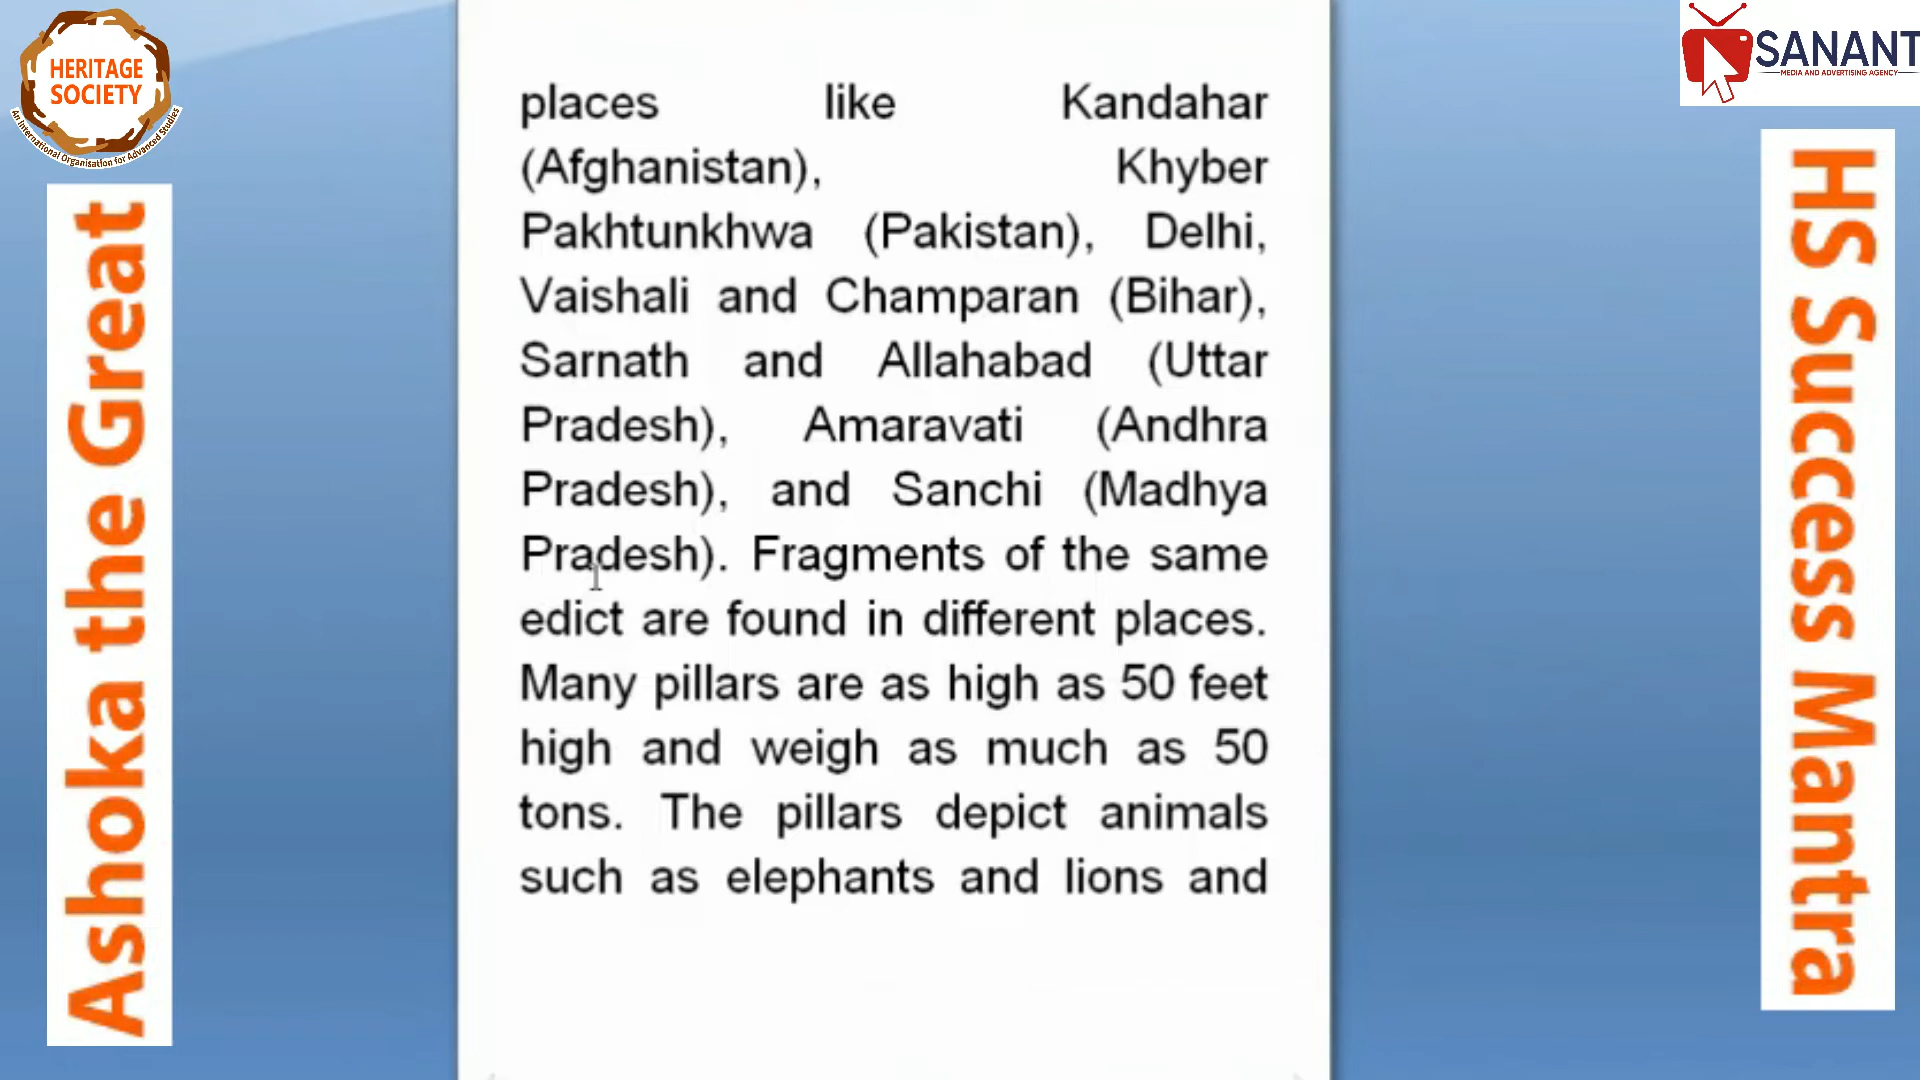 HERITAGE
SOCIETY
An International Organisation for Advanced Studies
Ashoka the Great
places like Kandahar
(Afghanistan), Khyber
Pakhtunkhwa (Pakistan), Delhi,
Vaishali and Champaran (Bihar),
Sarnath and Allahabad (Uttar
Pradesh), Amaravati (Andhra
Pradesh), and Sanchi (Madhya
Pradesh). Fragments of the same
edict are found in different places.
Many pillars are as high as 50 feet
high and weigh as much as 50
tons. The pillars depict animals
such as elephants and lions and
SANANT
MEDIA AND ADVERTISING AGENCY
HS Success Mantra